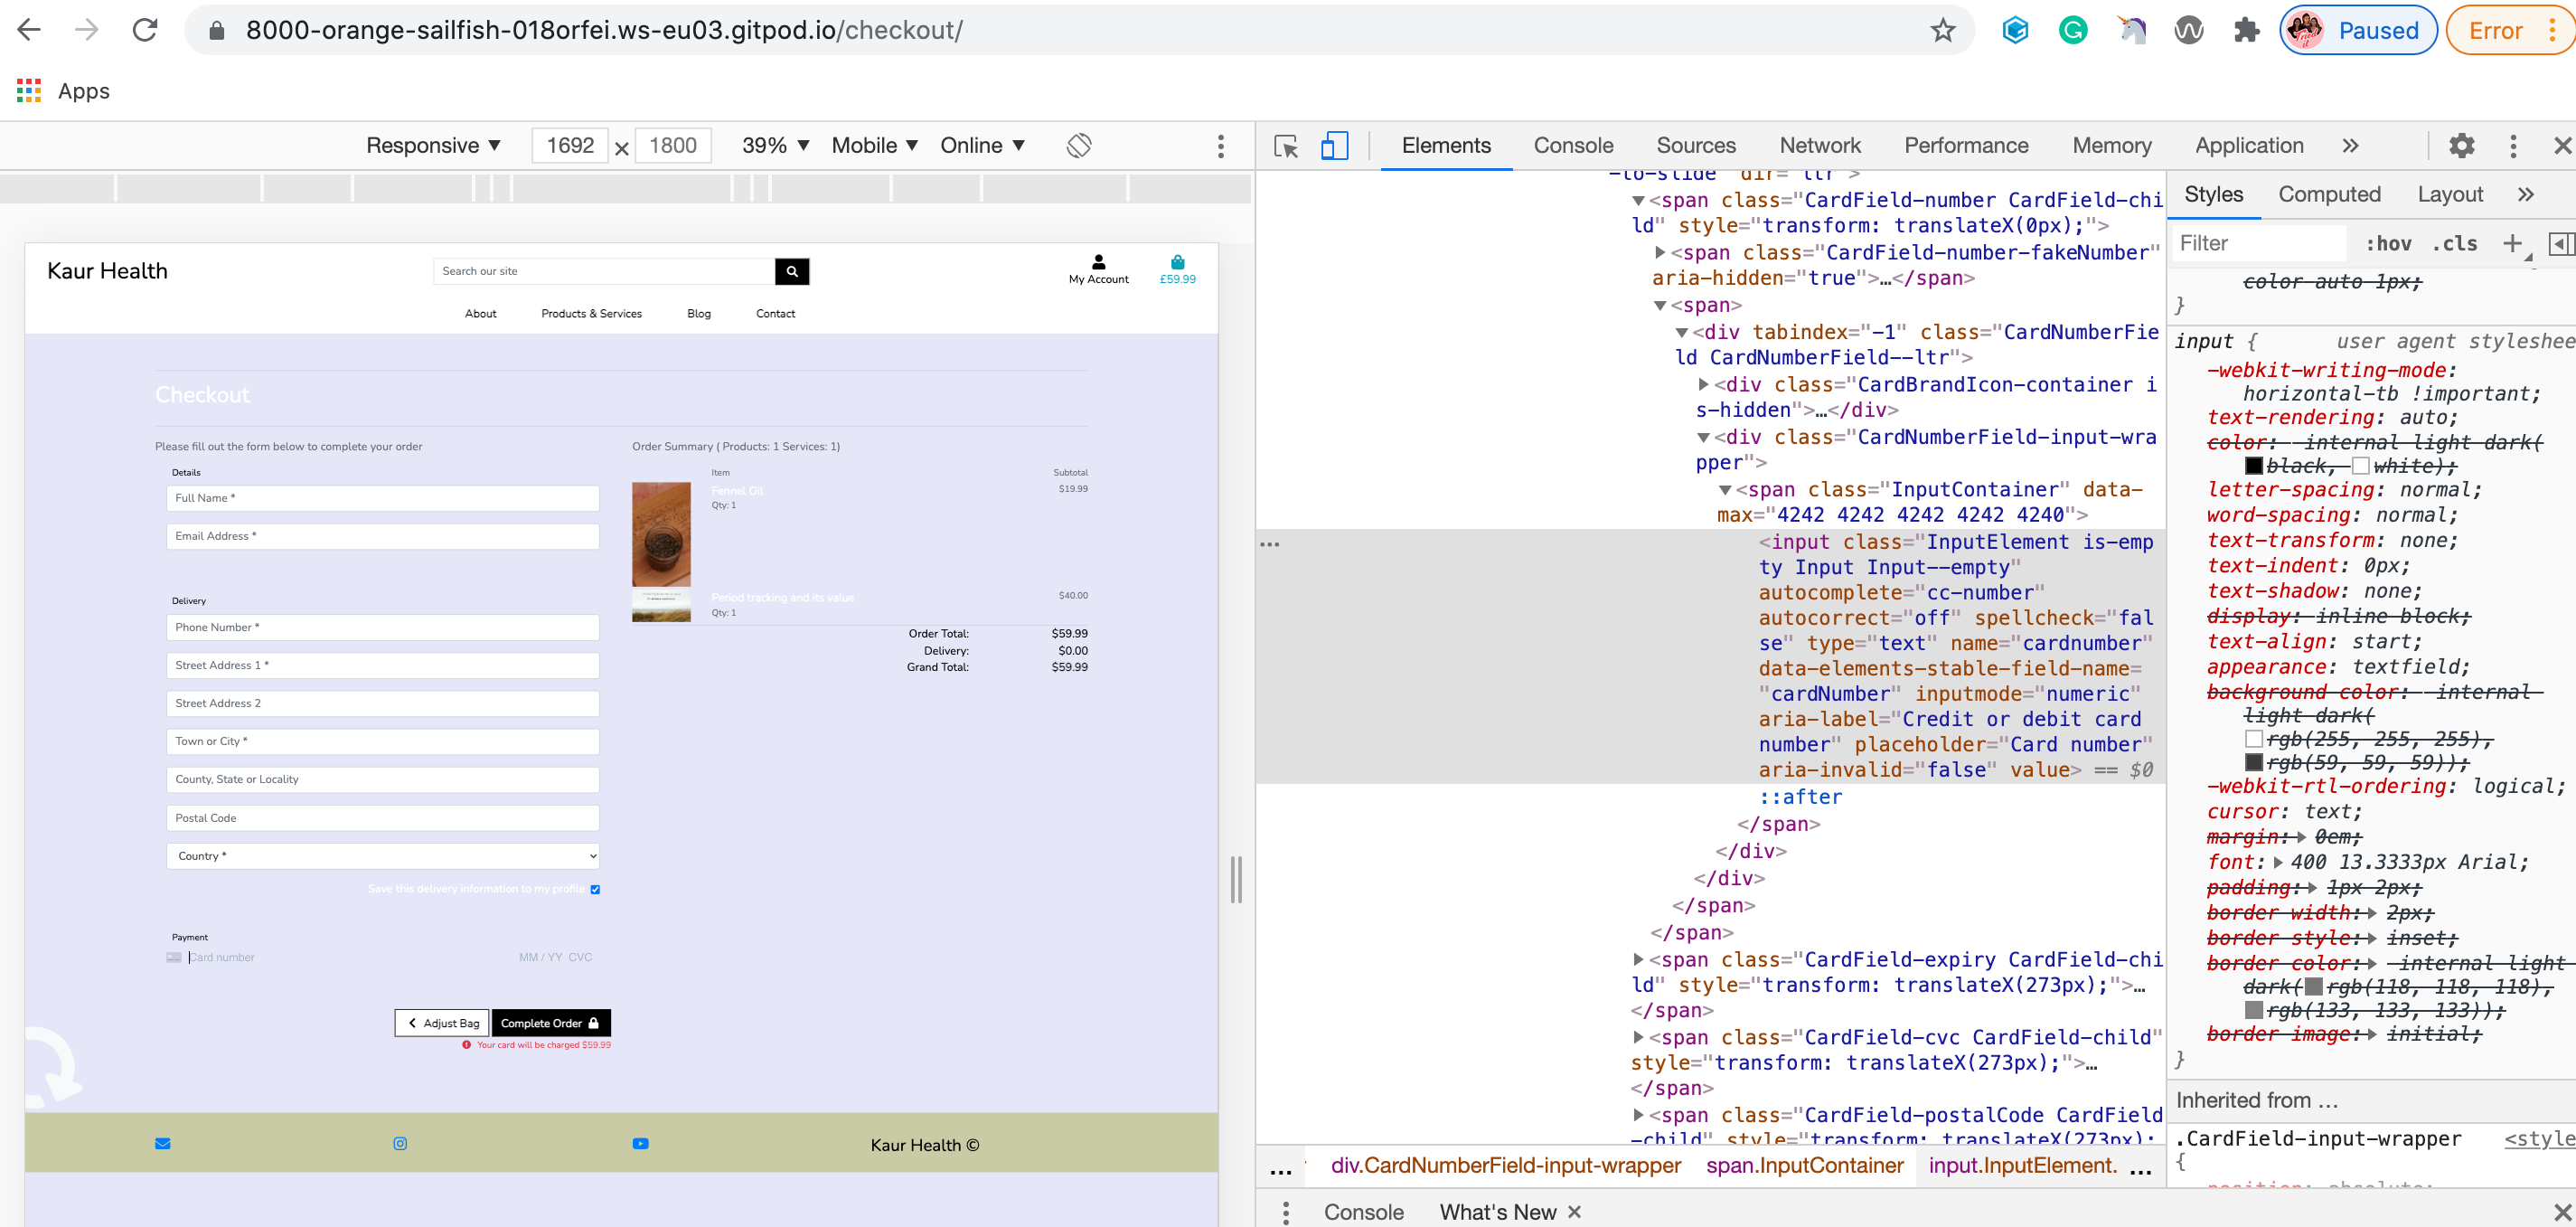 8000-orange-sailfish-018orfei.ws-eu03.gitpod.io/checkout/
Paused
Error
Apps
Responsive ▼ 1692 × 1800 39% ▼ Mobile ▼ Online ▼
Kaur Health
Search our site
My Account
£59.99
About Products & Services Blog Contact
Checkout
Please fill out the form below to complete your order
Details
Full Name *
Email Address *
Delivery
Phone Number *
Street Address 1 *
Street Address 2
Town or City *
County, State or Locality
Postal Code
Country *
Save this delivery information to my profile
Payment
Card number MM / YY CVC
Adjust Bag Complete Order
Your card will be charged $59.99
Order Summary ( Products: 1 Services: 1)
Item Subtotal
Fennel Oil $19.99
Qty: 1
Period tracking and its value $40.00
Qty: 1
Order Total: $59.99
Delivery: $0.00
Grand Total: $59.99
Kaur Health ©
Elements Console Sources Network Performance Memory Application »
-to-slide" dir="ltr">
▼<span class="CardField-number CardField-chi
ld" style="transform: translateX(0px);">
▶<span class="CardField-number-fakeNumber"
aria-hidden="true">…</span>
▼<span>
▼<div tabindex="-1" class="CardNumberFie
ld CardNumberField--ltr">
▶<div class="CardBrandIcon-container i
s-hidden">…</div>
▼<div class="CardNumberField-input-wra
pper">
▼<span class="InputContainer" data-
max="4242 4242 4242 4242 4240">
<input class="InputElement is-emp
ty Input Input--empty"
autocomplete="cc-number"
autocorrect="off" spellcheck="fal
se" type="text" name="cardnumber"
data-elements-stable-field-name=
"cardNumber" inputmode="numeric"
aria-label="Credit or debit card
number" placeholder="Card number"
aria-invalid="false" value> == $0
::after
</span>
</div>
</div>
</span>
</span>
▶<span class="CardField-expiry CardField-chi
ld" style="transform: translateX(273px);">…
</span>
▶<span class="CardField-cvc CardField-child"
style="transform: translateX(273px);">…
</span>
▶<span class="CardField-postalCode CardField
-child" style="transform: translateX(273px);
… div.CardNumberField-input-wrapper span.InputContainer input.InputElement. …
Console What's New ×
Styles Computed Layout »
Filter :hov .cls +
color auto 1px;
}
input { user agent styleshee
-webkit-writing-mode:
horizontal-tb !important;
text-rendering: auto;
color: -internal-light-dark(
black, white);
letter-spacing: normal;
word-spacing: normal;
text-transform: none;
text-indent: 0px;
text-shadow: none;
display: inline-block;
text-align: start;
appearance: textfield;
background-color: -internal-
light-dark(
rgb(255, 255, 255),
rgb(59, 59, 59));
-webkit-rtl-ordering: logical;
cursor: text;
margin:▶ 0em;
font:▶ 400 13.3333px Arial;
padding:▶ 1px 2px;
border-width:▶ 2px;
border-style:▶ inset;
border-color:▶ -internal-light-
dark( rgb(118, 118, 118),
rgb(133, 133, 133));
border-image:▶ initial;
}
Inherited from …
.CardField-input-wrapper <style
{
position: absolute;